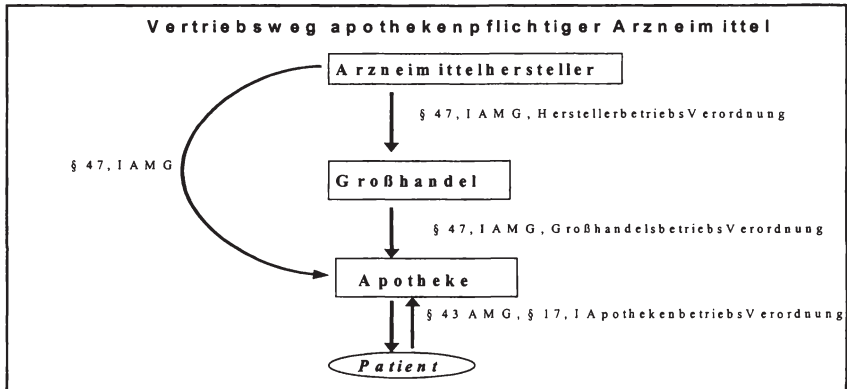 Vertriebsweg apothekenpflichtiger Arzneimittel
Arzneimittelhersteller
§ 47, I AMG, HerstellerbetriebsVerordnung
§ 47, I AMG
Großhandel
§ 47, I AMG, GroßhandelsbetriebsVerordnung
Apotheke
§ 43 AMG, § 17, I ApothekenbetriebsVerordnung
Patient